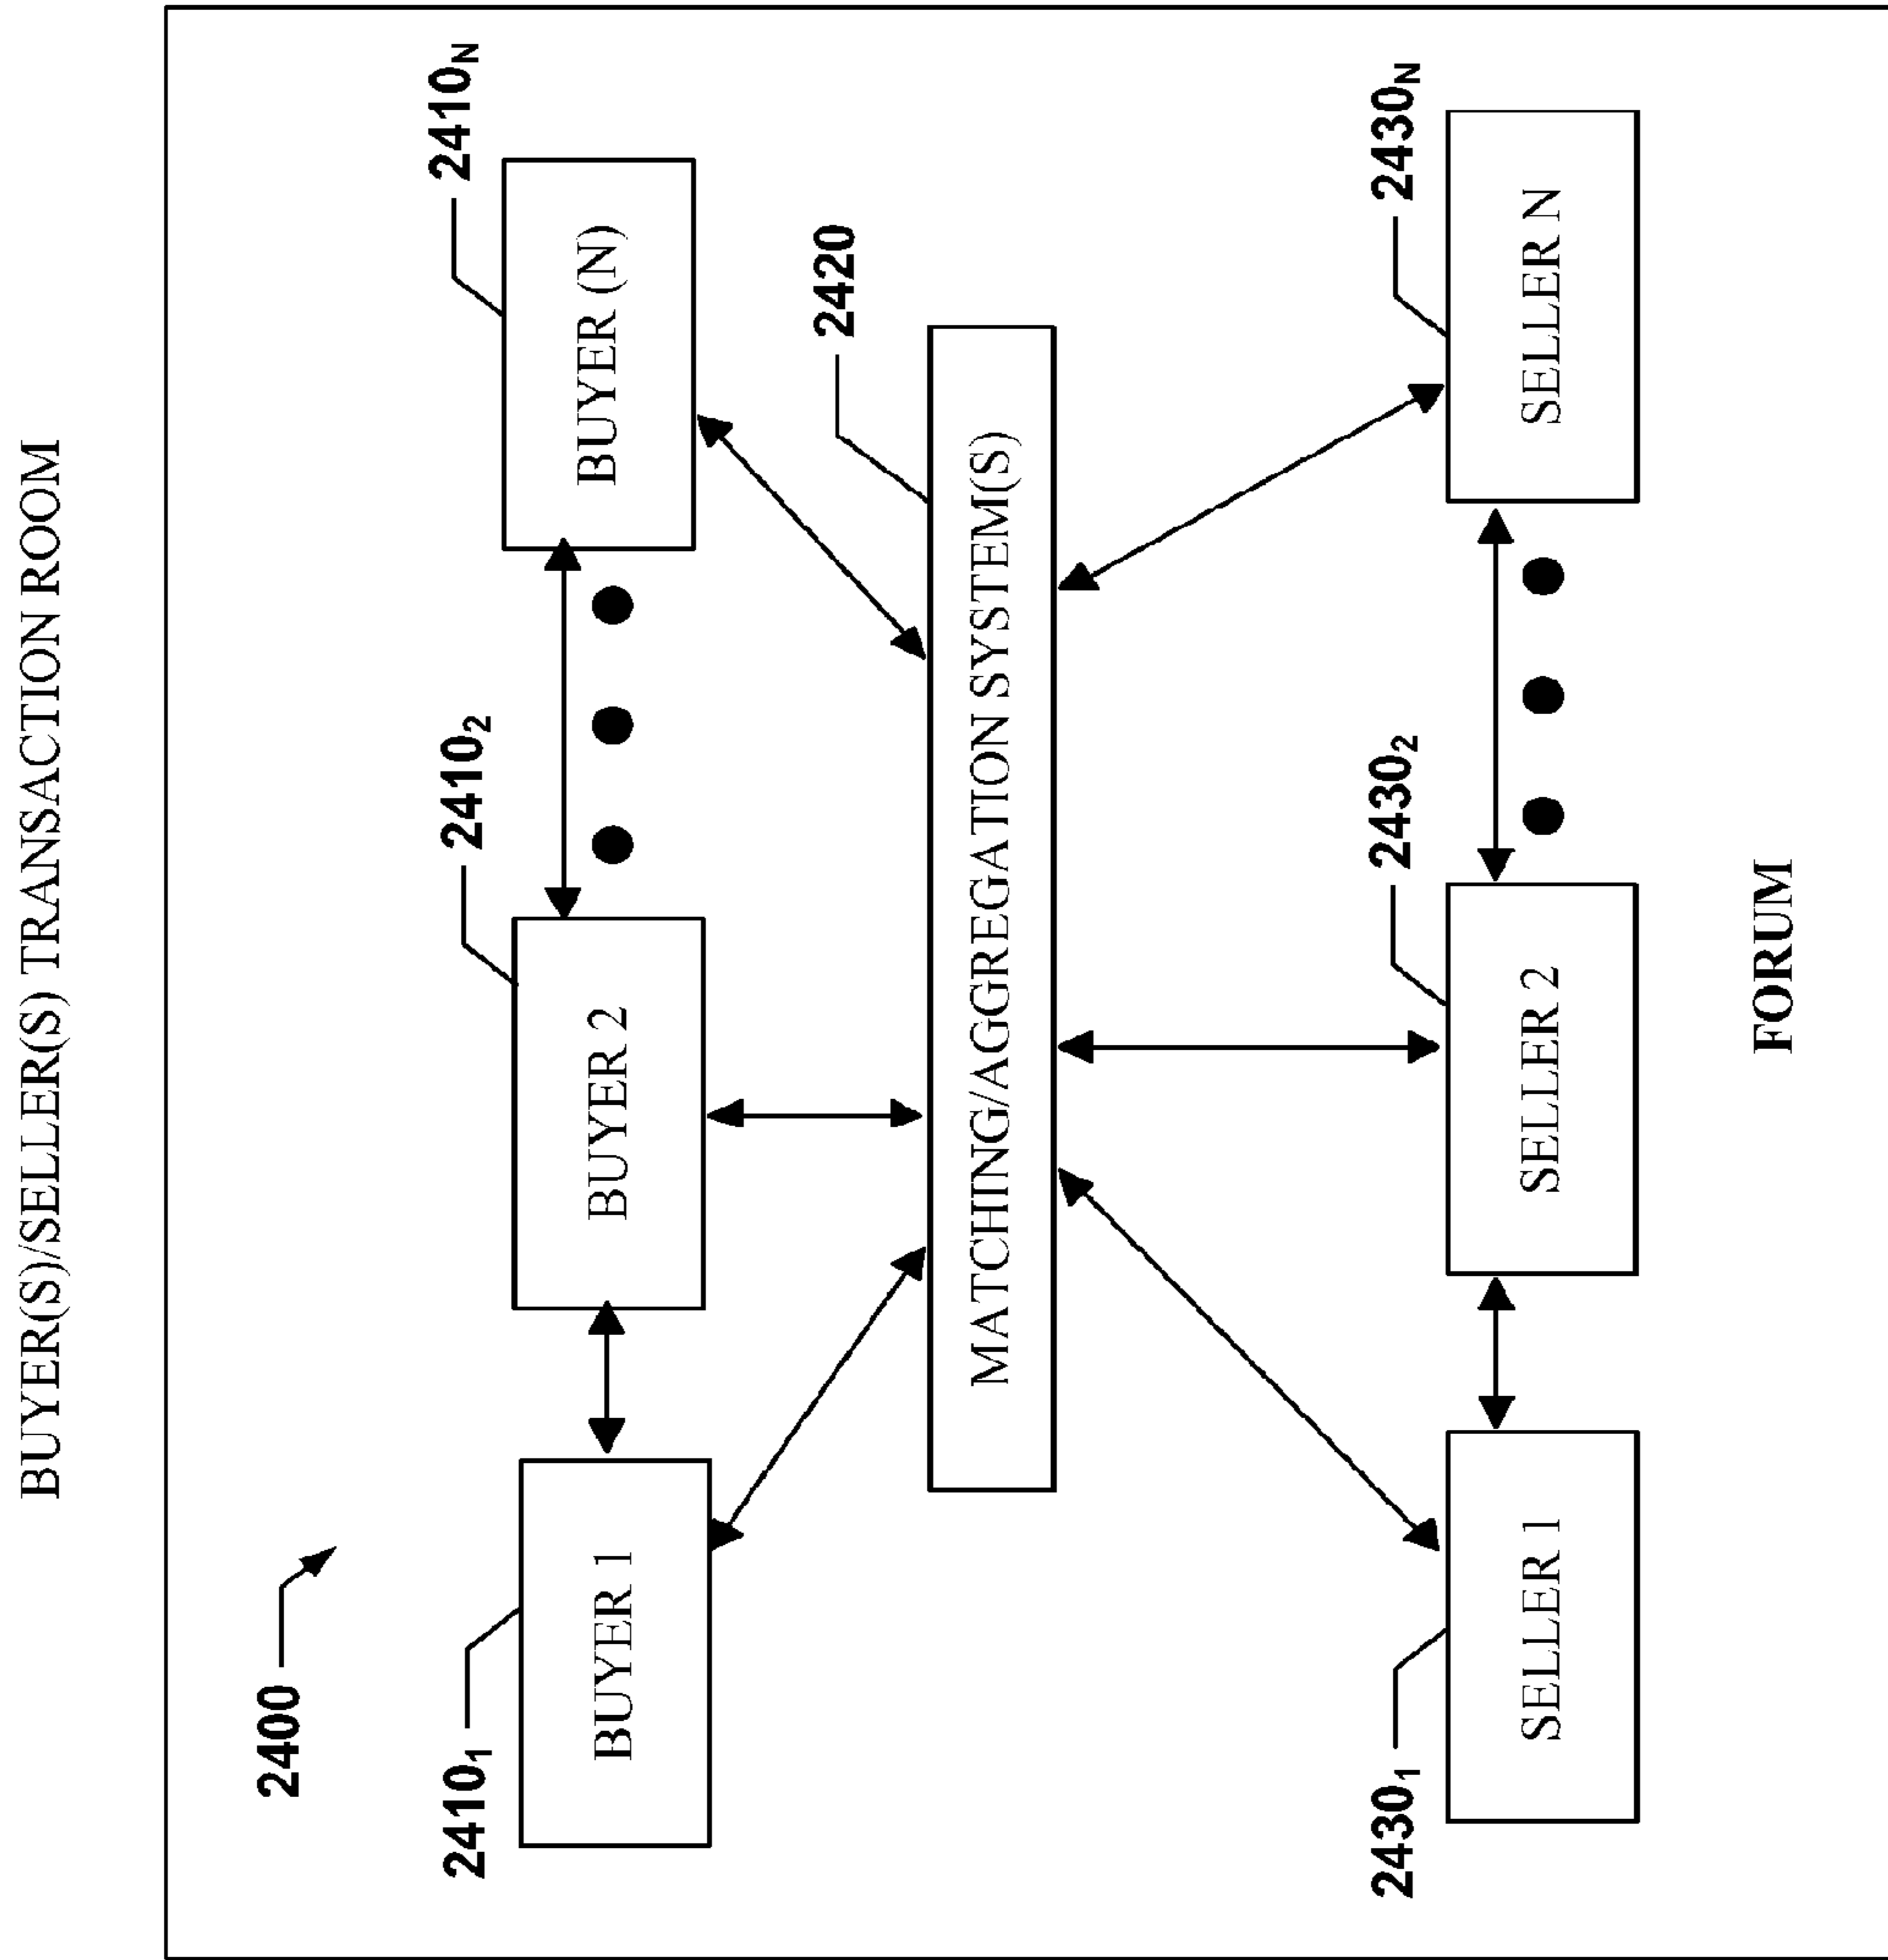 BUYER(S)/SELLER(S) TRANSACTION ROOM
2400
2410₁
2410₂
2410N
BUYER 1
BUYER 2
BUYER (N)
2420
MATCHING/AGGREGATION SYSTEM(S)
2430₁
2430₂
2430N
SELLER 1
SELLER 2
SELLER N
FORUM